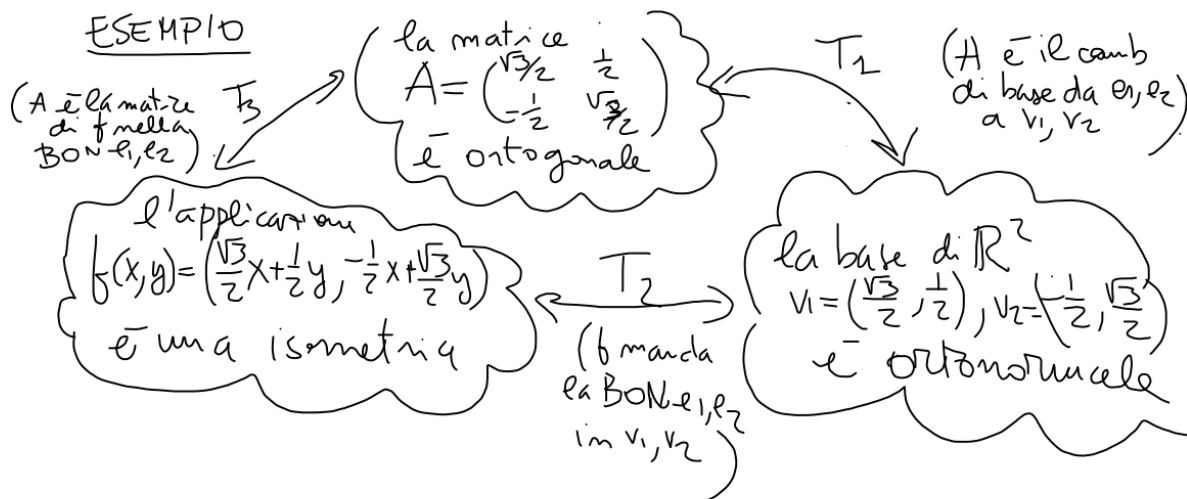 ESEMPIO
(A è la matrice
di f nella
BON e₁, e₂)
T₃
la matrice
A = (√3/2 1/2
-1/2 √3/2)
è ortogonale
T₁
(A è il camb
di base da e₁, e₂
a v₁, v₂)
l'applicazione
f(x,y) = (√3/2 x + 1/2 y, -1/2 x + √3/2 y)
è una isometria
T₂
(f manda
la BON e₁, e₂
in v₁, v₂)
la base di ℝ²
v₁ = (√3/2, 1/2), v₂ = (-1/2, √3/2)
è ortonormale